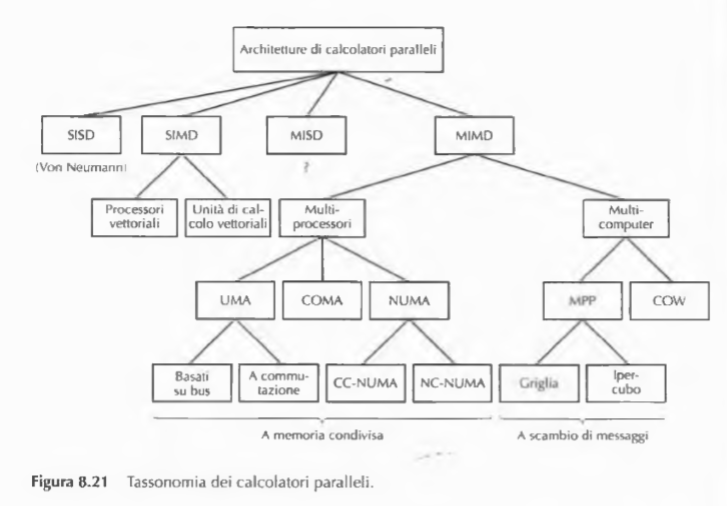 Architetture di calcolatori paralleli
SISD
SIMD
MISD
MIMD
(Von Neumann)
?
Processori
vettoriali
Unità di cal-
colo vettoriali
Multi-
processori
Multi-
computer
UMA
COMA
NUMA
MPP
COW
Basati
su bus
A commu-
tazione
CC-NUMA
NC-NUMA
Griglia
Iper-
cubo
A memoria condivisa
A scambio di messaggi
Figura 8.21 Tassonomia dei calcolatori paralleli.